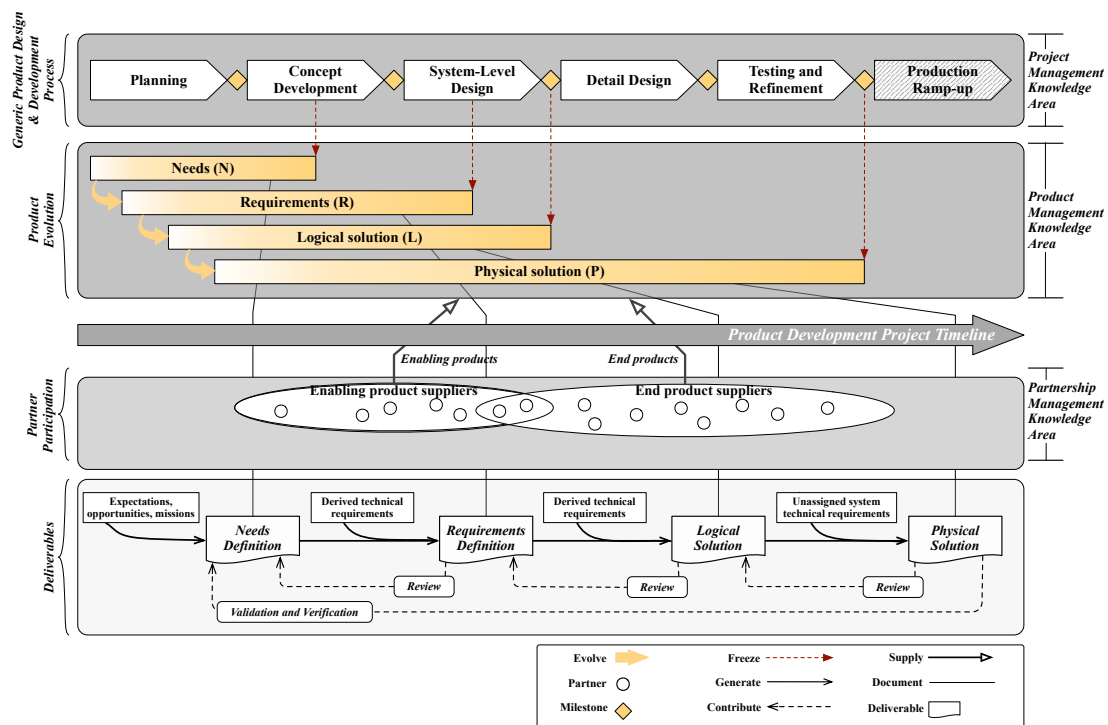 Generic Product Design
& Development
Process
Planning
Concept
Development
System-Level
Design
Detail Design
Testing and
Refinement
Production
Ramp-up
Project
Management
Knowledge
Area
Product
Evolution
Needs (N)
Requirements (R)
Logical solution (L)
Physical solution (P)
Product
Management
Knowledge
Area
Product Development Project Timeline
Enabling products
End products
Partner
Participation
Enabling product suppliers
End product suppliers
Partnership
Management
Knowledge
Area
Deliverables
Expectations,
opportunities, missions
Derived technical
requirements
Derived technical
requirements
Unassigned system
technical requirements
Needs
Definition
Requirements
Definition
Logical
Solution
Physical
Solution
Review
Review
Review
Validation and Verification
Evolve
Freeze
Supply
Partner
Generate
Document
Milestone
Contribute
Deliverable